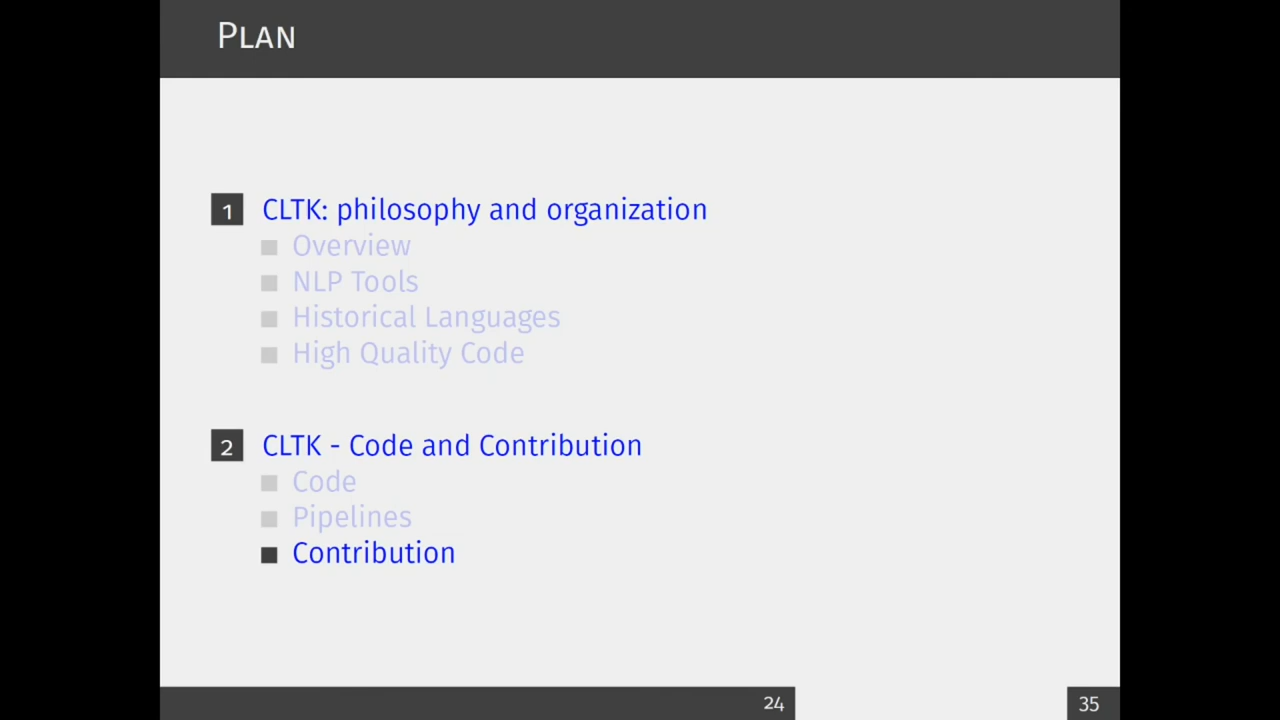 Plan
1 CLTK: philosophy and organization
Overview
NLP Tools
Historical Languages
High Quality Code
2 CLTK - Code and Contribution
Code
Pipelines
Contribution
24
35